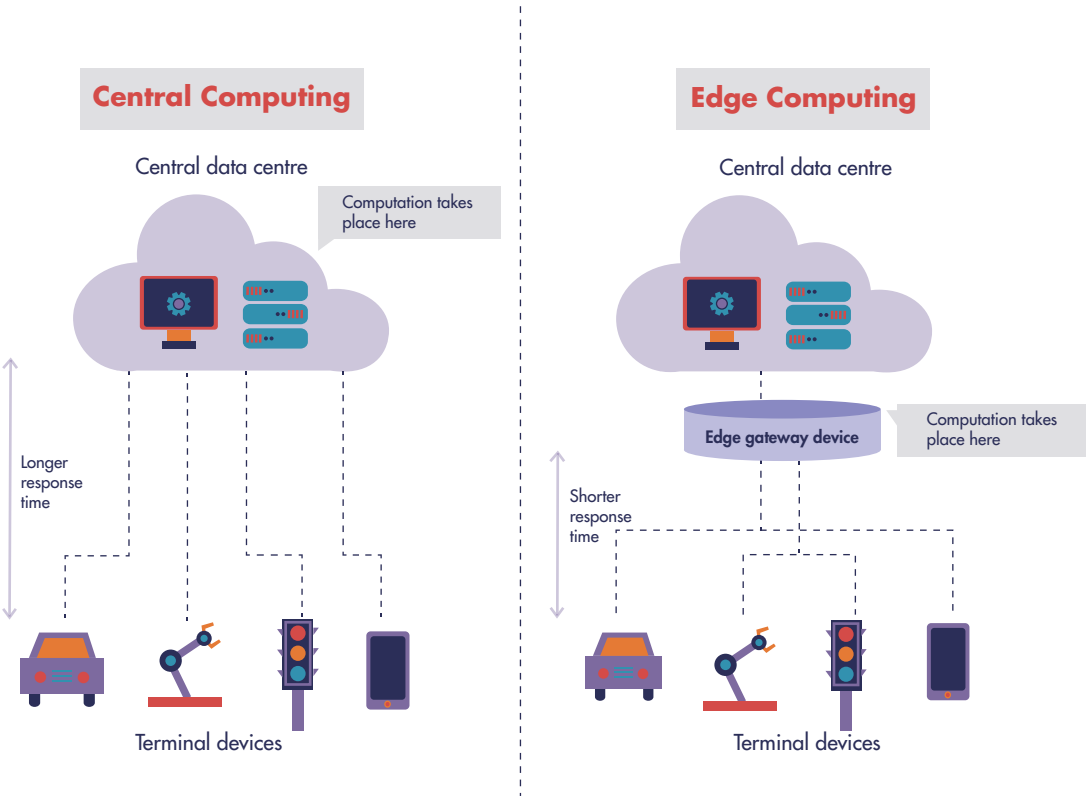 Central Computing
Central data centre
Computation takes
place here
Longer
response
time
Terminal devices
Edge Computing
Central data centre
Edge gateway device
Computation takes
place here
Shorter
response
time
Terminal devices